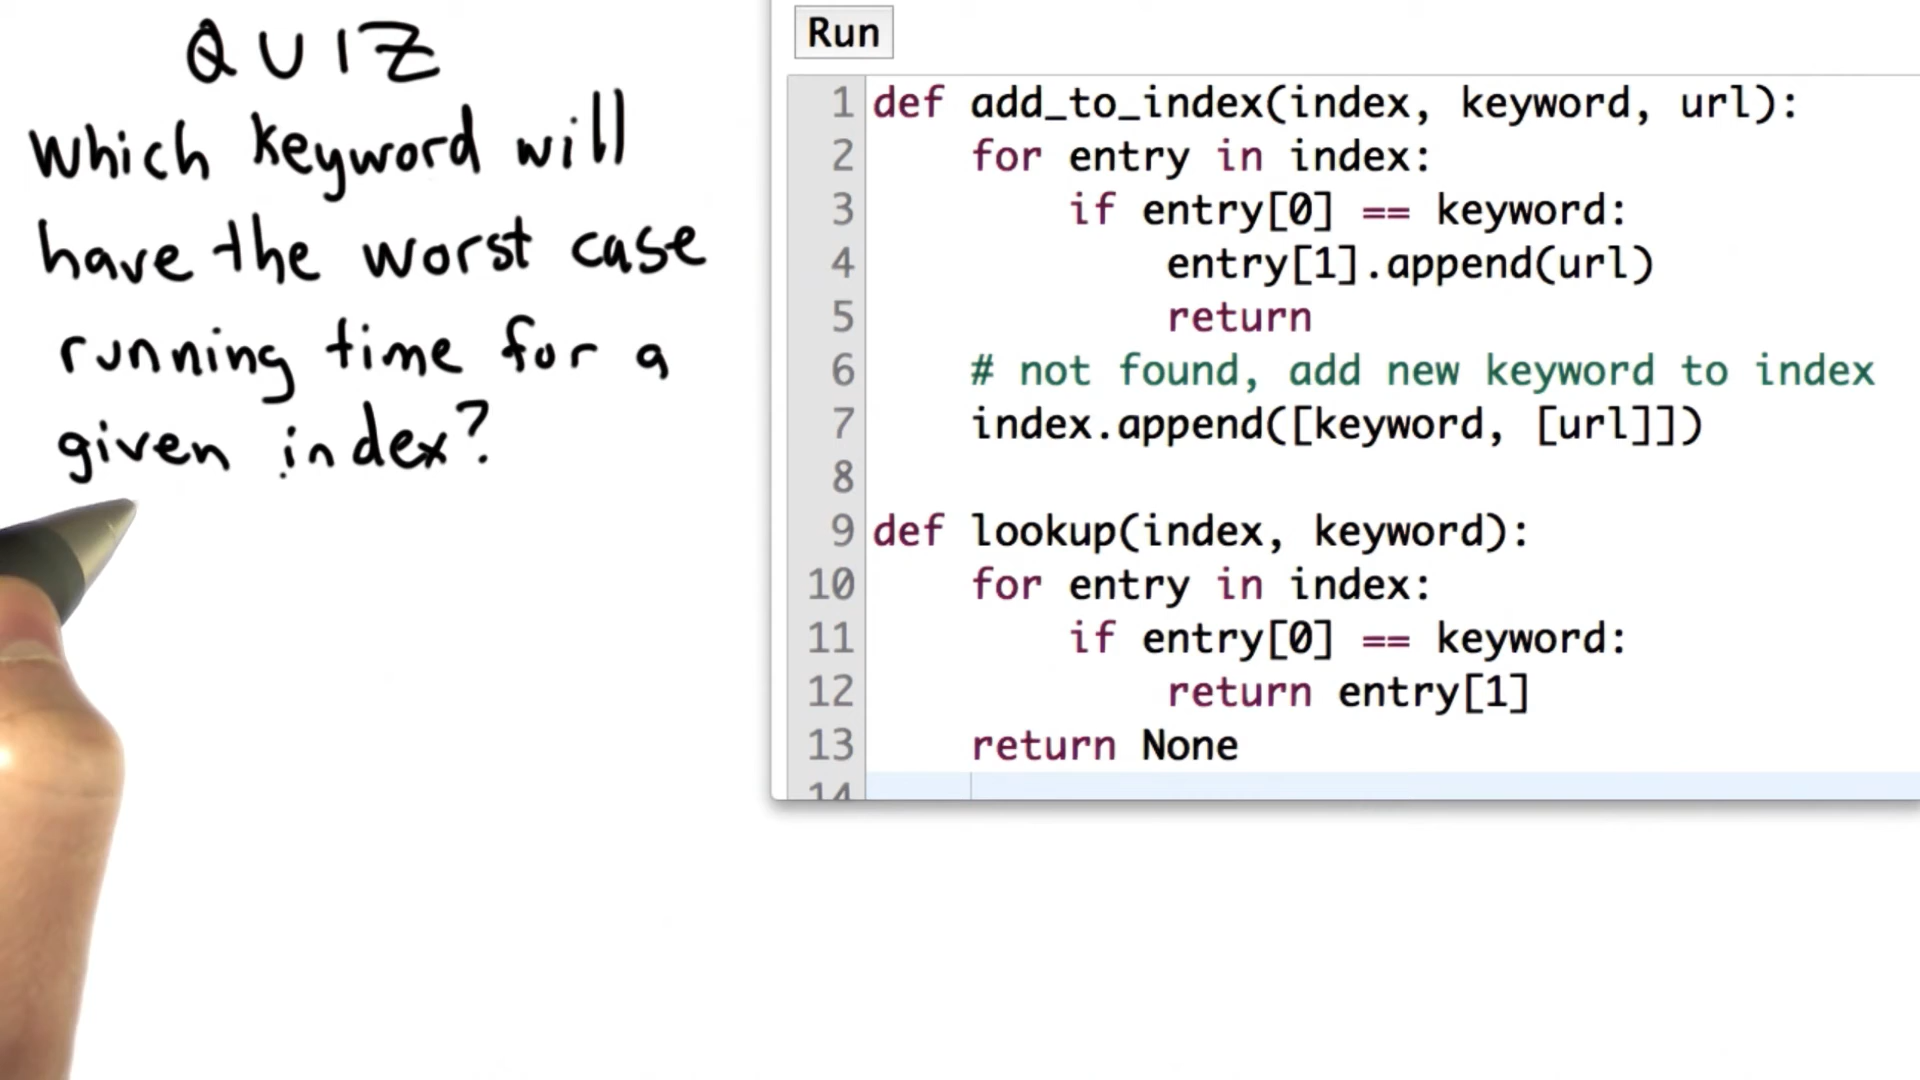 QUIZ
Which keyword will
have the worst case
running time for a
given index?
Run
1 def add_to_index(index, keyword, url):
2     for entry in index:
3         if entry[0] == keyword:
4             entry[1].append(url)
5             return
6     # not found, add new keyword to index
7     index.append([keyword, [url]])
8
9 def lookup(index, keyword):
10     for entry in index:
11         if entry[0] == keyword:
12             return entry[1]
13     return None
14